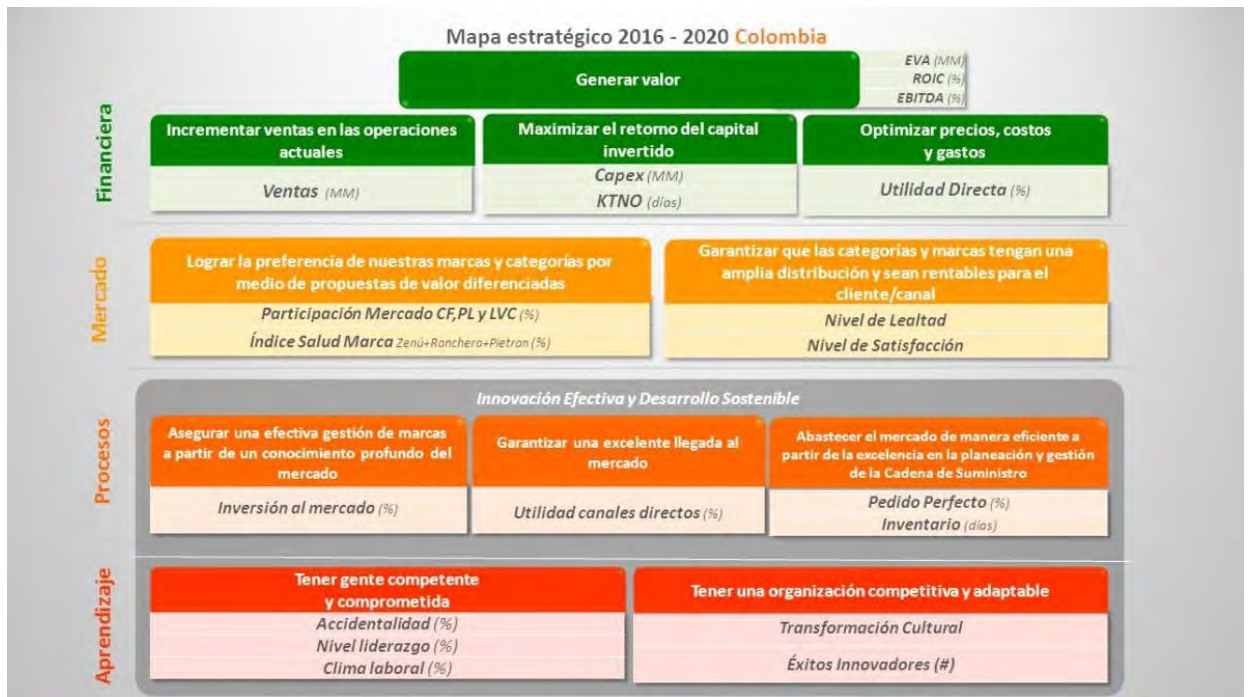 Mapa estratégico 2016 - 2020 Colombia
Generar valor
EVA (MM)
ROIC (%)
EBITDA (%)
Financiera
Incrementar ventas en las operaciones
actuales
Ventas (MM)
Maximizar el retorno del capital
invertido
Capex (MM)
KTNO (días)
Optimizar precios, costos
y gastos
Utilidad Directa (%)
Mercado
Lograr la preferencia de nuestras marcas y categorías por
medio de propuestas de valor diferenciadas
Participación Mercado CF,PL y LVC (%)
Índice Salud Marca Zenú+Ranchera+Pietran (%)
Garantizar que las categorías y marcas tengan una
amplia distribución y sean rentables para el
cliente/canal
Nivel de Lealtad
Nivel de Satisfacción
Innovación Efectiva y Desarrollo Sostenible
Procesos
Asegurar una efectiva gestión de marcas
a partir de un conocimiento profundo del
mercado
Inversión al mercado (%)
Garantizar una excelente llegada al
mercado
Utilidad canales directos (%)
Abastecer el mercado de manera eficiente a
partir de la excelencia en la planeación y gestión
de la Cadena de Suministro
Pedido Perfecto (%)
Inventario (días)
Aprendizaje
Tener gente competente
y comprometida
Accidentalidad (%)
Nivel liderazgo (%)
Clima laboral (%)
Tener una organización competitiva y adaptable
Transformación Cultural
Éxitos Innovadores (#)